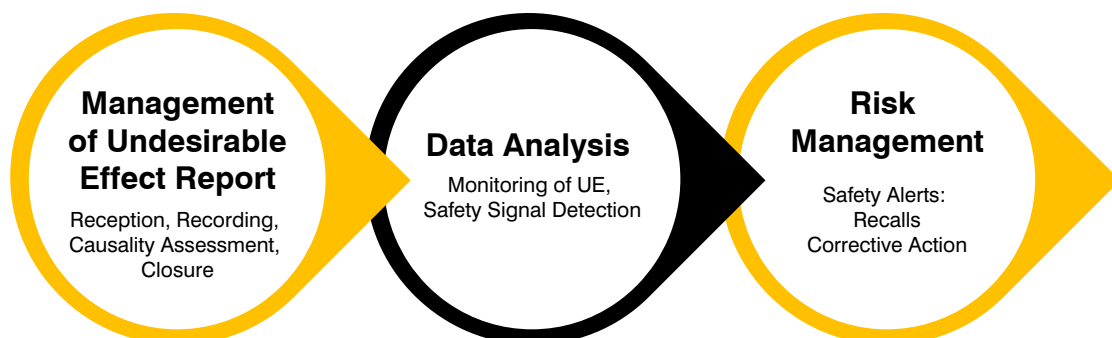 Management
of Undesirable
Effect Report
Reception, Recording,
Causality Assessment,
Closure
Data Analysis
Monitoring of UE,
Safety Signal Detection
Risk
Management
Safety Alerts:
Recalls
Corrective Action